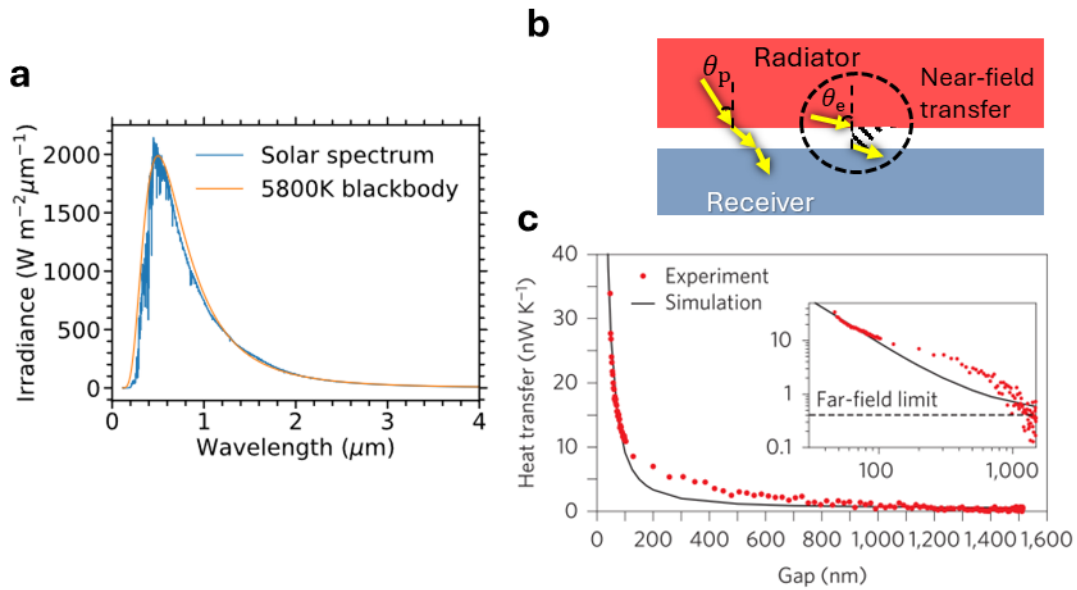 a
Irradiance (W m⁻²μm⁻¹)
2000
1500
1000
500
0
Solar spectrum
5800K blackbody
0 1 2 3 4
Wavelength (μm)
b
Radiator
θp
θe
Near-field
transfer
Receiver
c
Heat transfer (nW K⁻¹)
40
30
20
10
0
Experiment
Simulation
10
1
0.1
Far-field limit
100 1,000
0 200 400 600 800 1,000 1,200 1,400 1,600
Gap (nm)